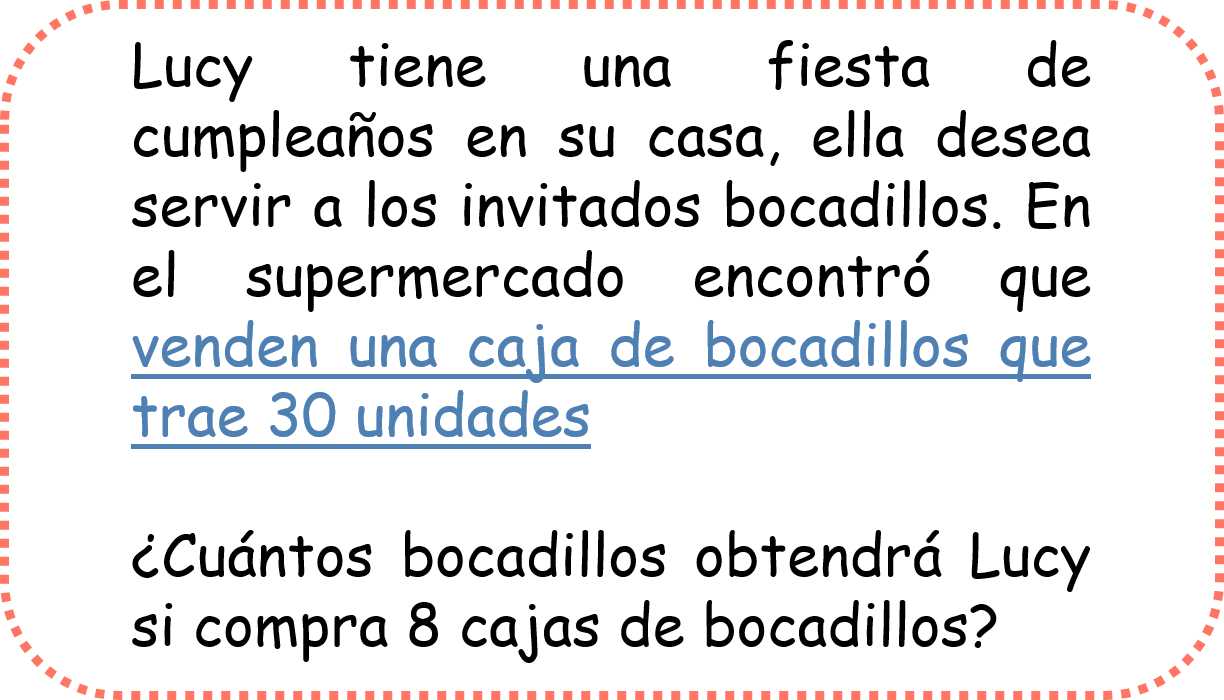 Lucy tiene una fiesta de
cumpleaños en su casa, ella desea
servir a los invitados bocadillos. En
el supermercado encontró que
venden una caja de bocadillos que
trae 30 unidades
¿Cuántos bocadillos obtendrá Lucy
si compra 8 cajas de bocadillos?